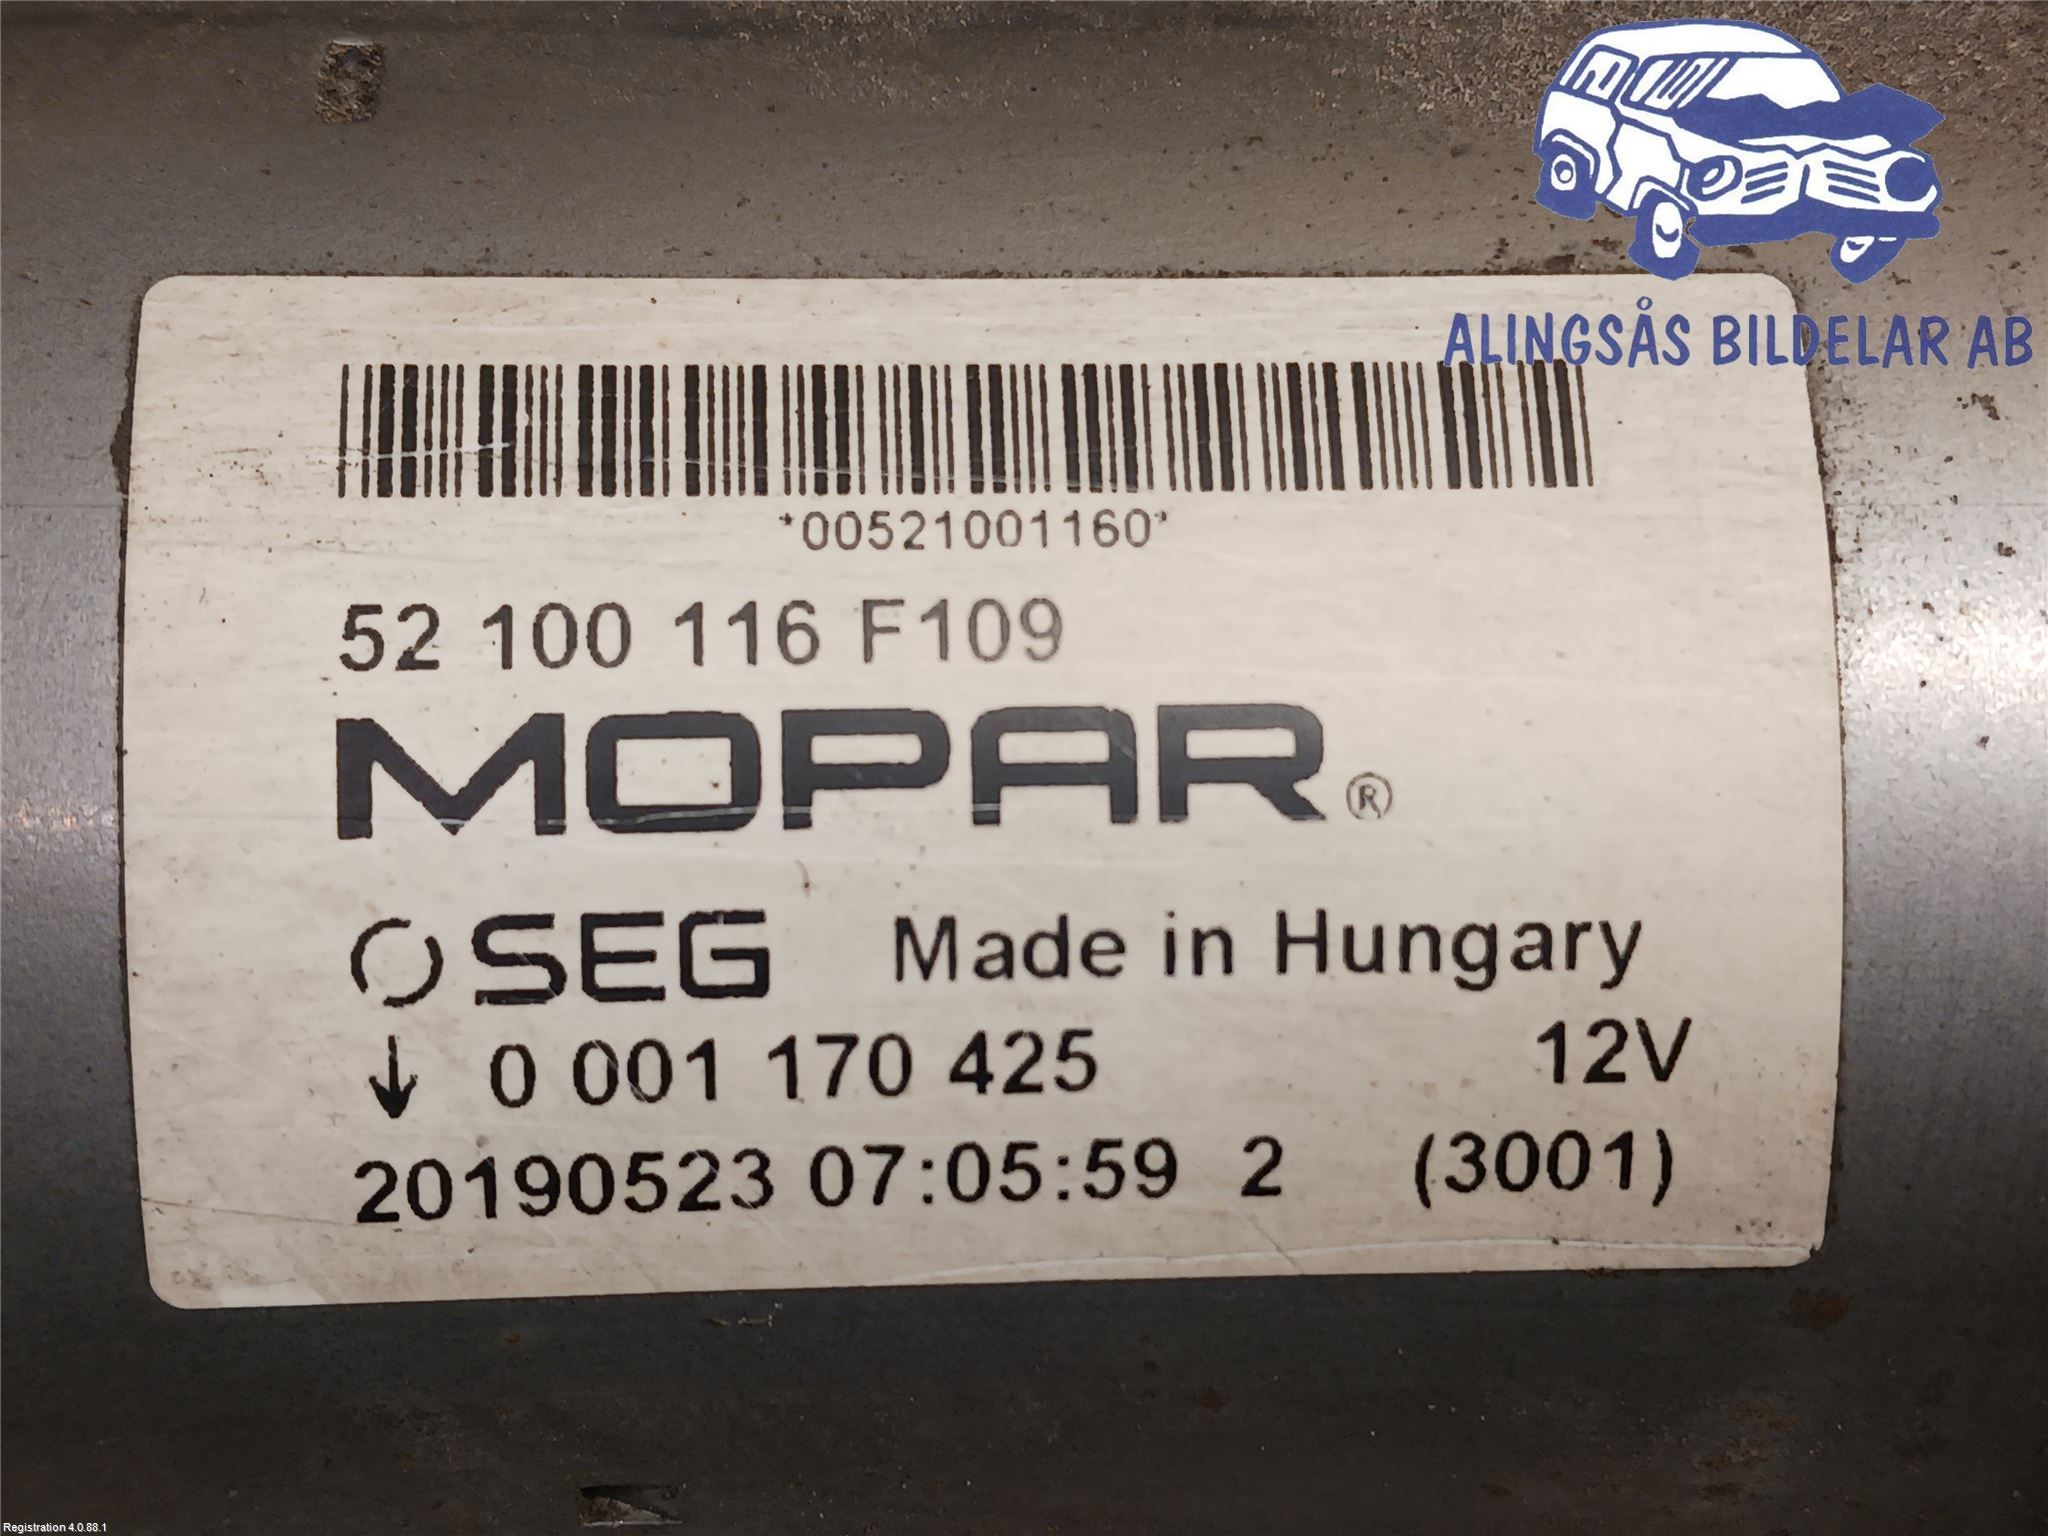 ALINGSÅS BILDELAR AB
*00521001160*
52 100 116 F109
MOPAR®
SEG Made in Hungary
↓ 0 001 170 425 12V
20190523 07:05:59 2 (3001)
Registration 4.0.88.1